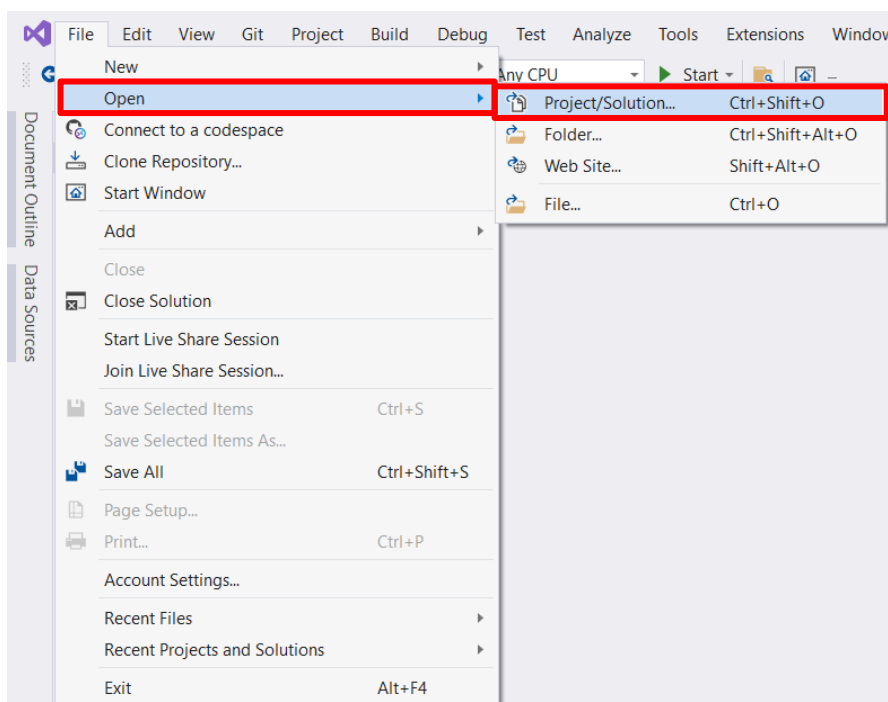 File Edit View Git Project Build Debug Test Analyze Tools Extensions Window
Any CPU Start
Document Outline
Data Sources
New
Open
Connect to a codespace
Clone Repository...
Start Window
Add
Close
Close Solution
Start Live Share Session
Join Live Share Session...
Save Selected Items Ctrl+S
Save Selected Items As...
Save All Ctrl+Shift+S
Page Setup...
Print... Ctrl+P
Account Settings...
Recent Files
Recent Projects and Solutions
Exit Alt+F4
Project/Solution... Ctrl+Shift+O
Folder... Ctrl+Shift+Alt+O
Web Site... Shift+Alt+O
File... Ctrl+O